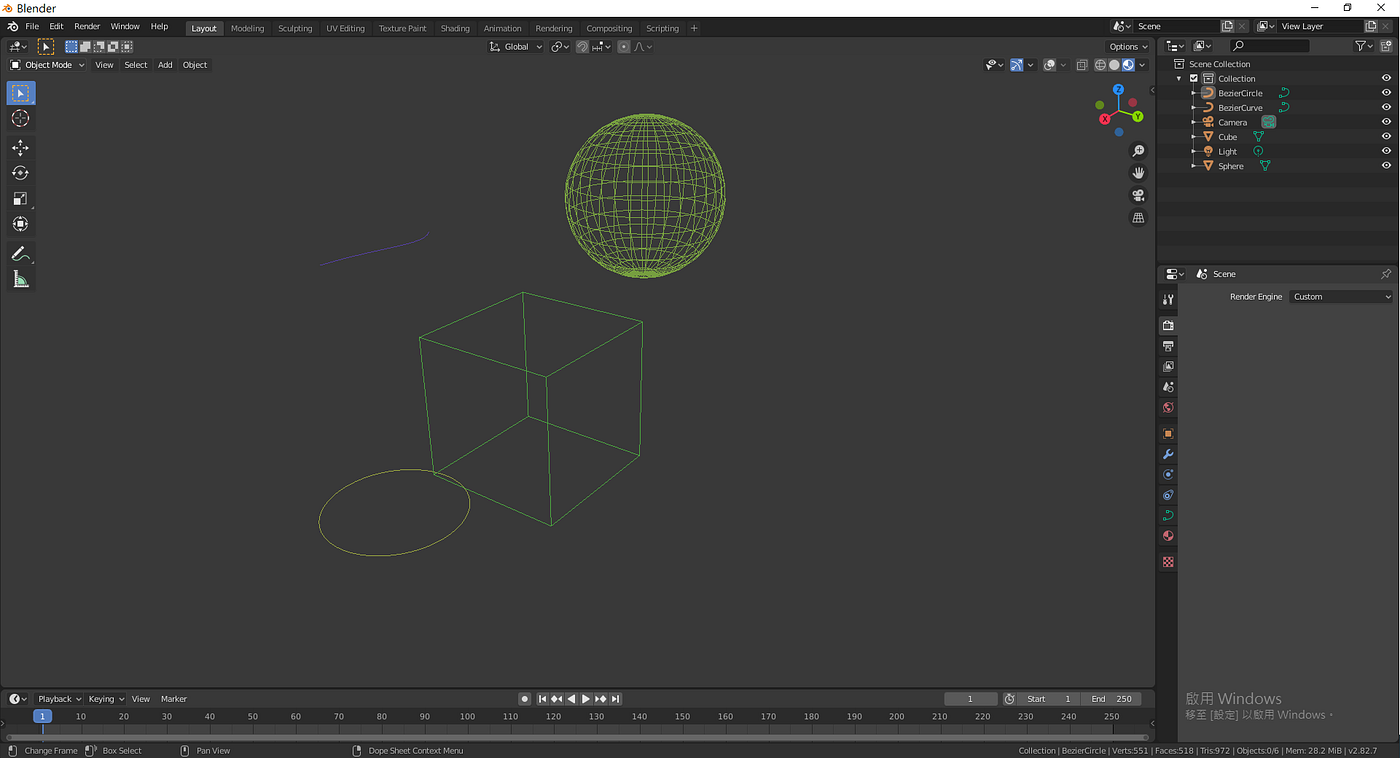 Blender
File Edit Render Window Help Layout Modeling Sculpting UV Editing Texture Paint Shading Animation Rendering Compositing Scripting + Scene View Layer
Global Options
Object Mode View Select Add Object
Scene Collection
Collection
BezierCircle
BezierCurve
Camera
Cube
Light
Sphere
Z
X Y
Scene
Render Engine Custom
啟用 Windows
移至 [設定] 以啟用 Windows。
Playback Keying View Marker 1 Start 1 End 250
1 10 20 30 40 50 60 70 80 90 100 110 120 130 140 150 160 170 180 190 200 210 220 230 240 250
Change Frame Box Select Pan View Dope Sheet Context Menu Collection | BezierCircle | Verts:551 | Faces:518 | Tris:972 | Objects:0/6 | Mem: 28.2 MiB | v2.82.7